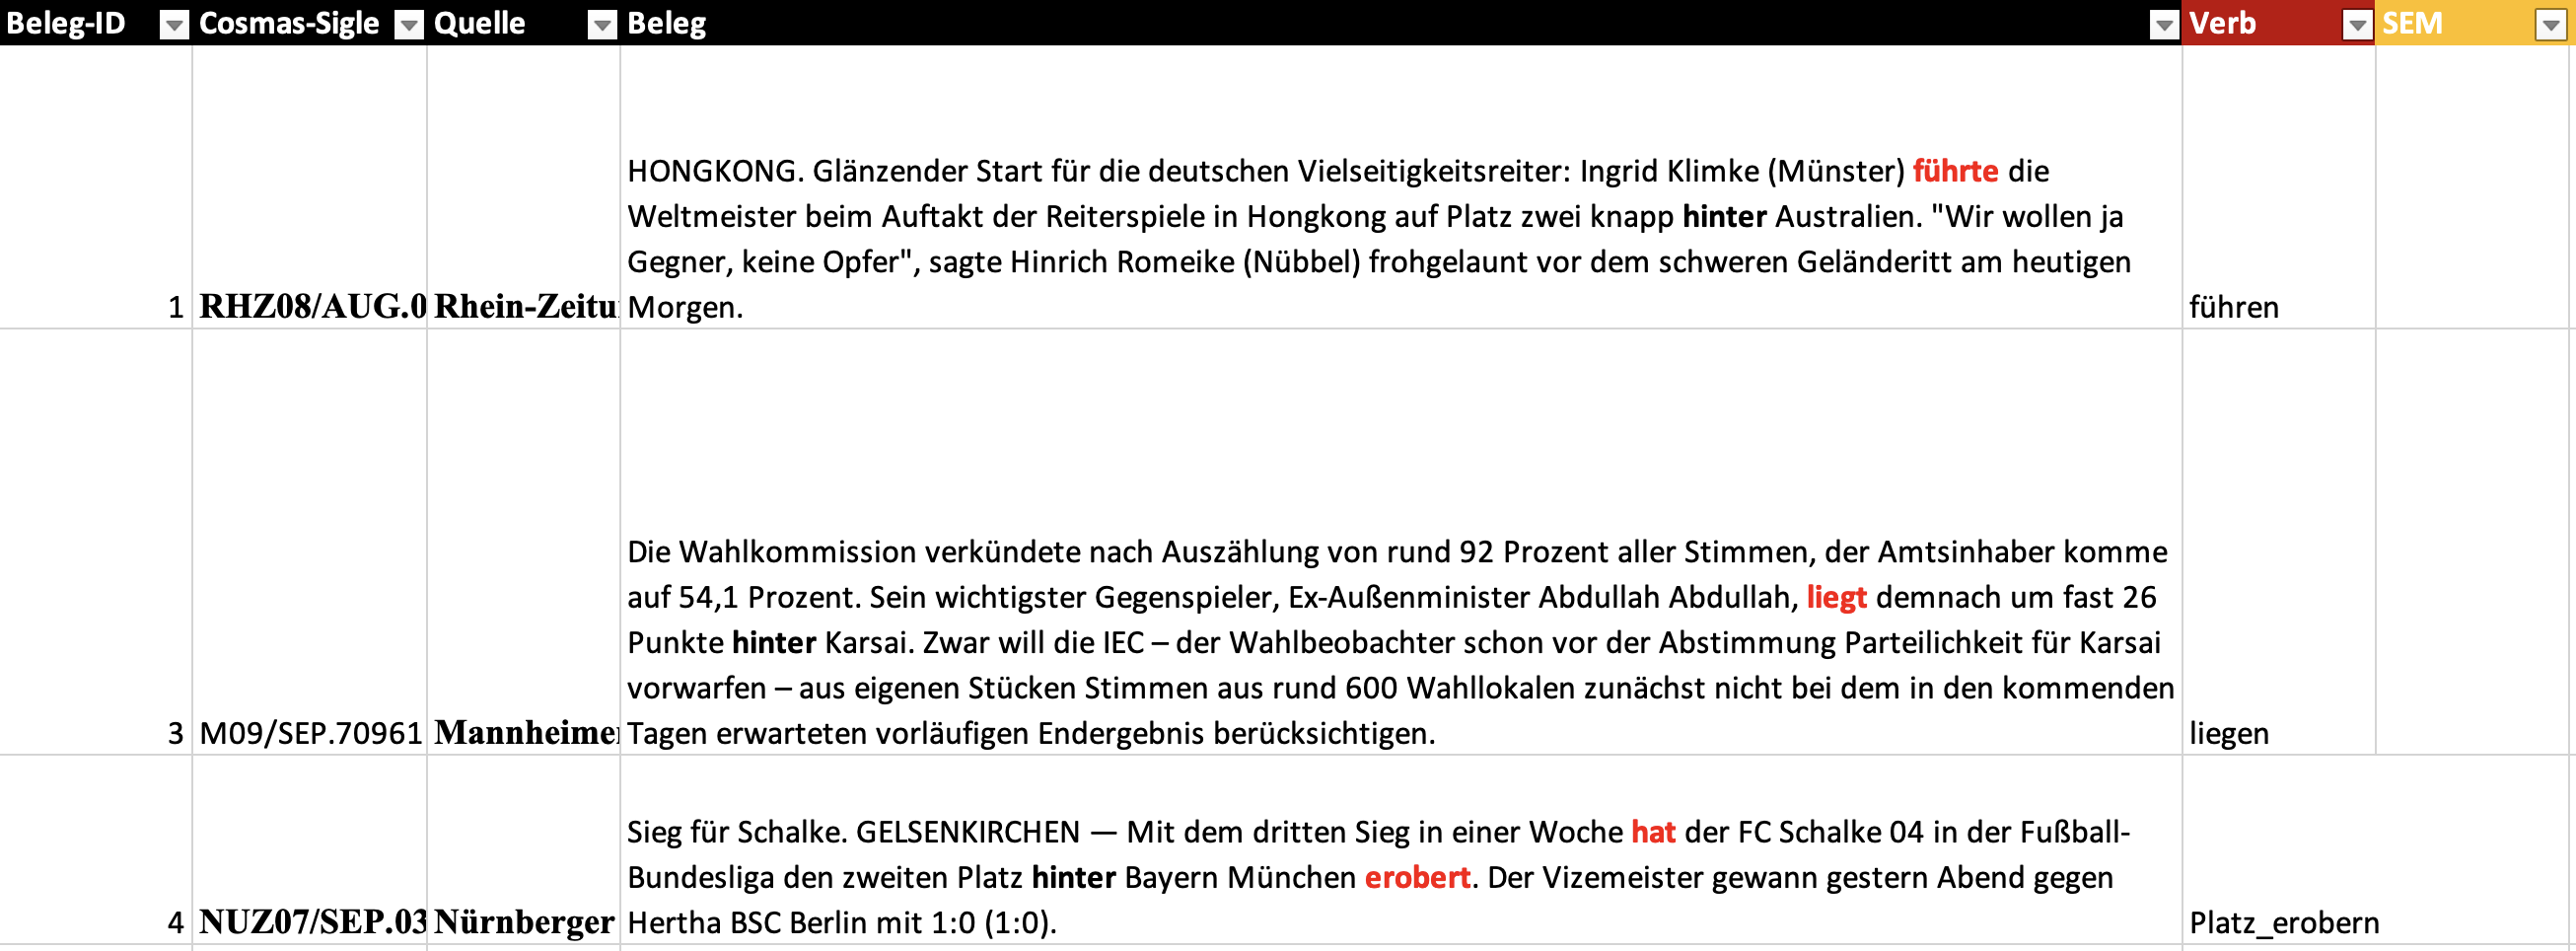 Beleg-ID Cosmas-Sigle Quelle Beleg Verb SEM
HONGKONG. Glänzender Start für die deutschen Vielseitigkeitsreiter: Ingrid Klimke (Münster) führte die
Weltmeister beim Auftakt der Reiterspiele in Hongkong auf Platz zwei knapp hinter Australien. "Wir wollen ja
Gegner, keine Opfer", sagte Hinrich Romeike (Nübbel) frohgelaunt vor dem schweren Geländeritt am heutigen
1 RHZ08/AUG.0 Rhein-Zeitu Morgen. führen
Die Wahlkommission verkündete nach Auszählung von rund 92 Prozent aller Stimmen, der Amtsinhaber komme
auf 54,1 Prozent. Sein wichtigster Gegenspieler, Ex-Außenminister Abdullah Abdullah, liegt demnach um fast 26
Punkte hinter Karsai. Zwar will die IEC – der Wahlbeobachter schon vor der Abstimmung Parteilichkeit für Karsai
vorwarfen – aus eigenen Stücken Stimmen aus rund 600 Wahllokalen zunächst nicht bei dem in den kommenden
3 M09/SEP.70961 Mannheimer Tagen erwarteten vorläufigen Endergebnis berücksichtigen. liegen
Sieg für Schalke. GELSENKIRCHEN — Mit dem dritten Sieg in einer Woche hat der FC Schalke 04 in der Fußball-
Bundesliga den zweiten Platz hinter Bayern München erobert. Der Vizemeister gewann gestern Abend gegen
4 NUZ07/SEP.03 Nürnberger Hertha BSC Berlin mit 1:0 (1:0). Platz_erobern